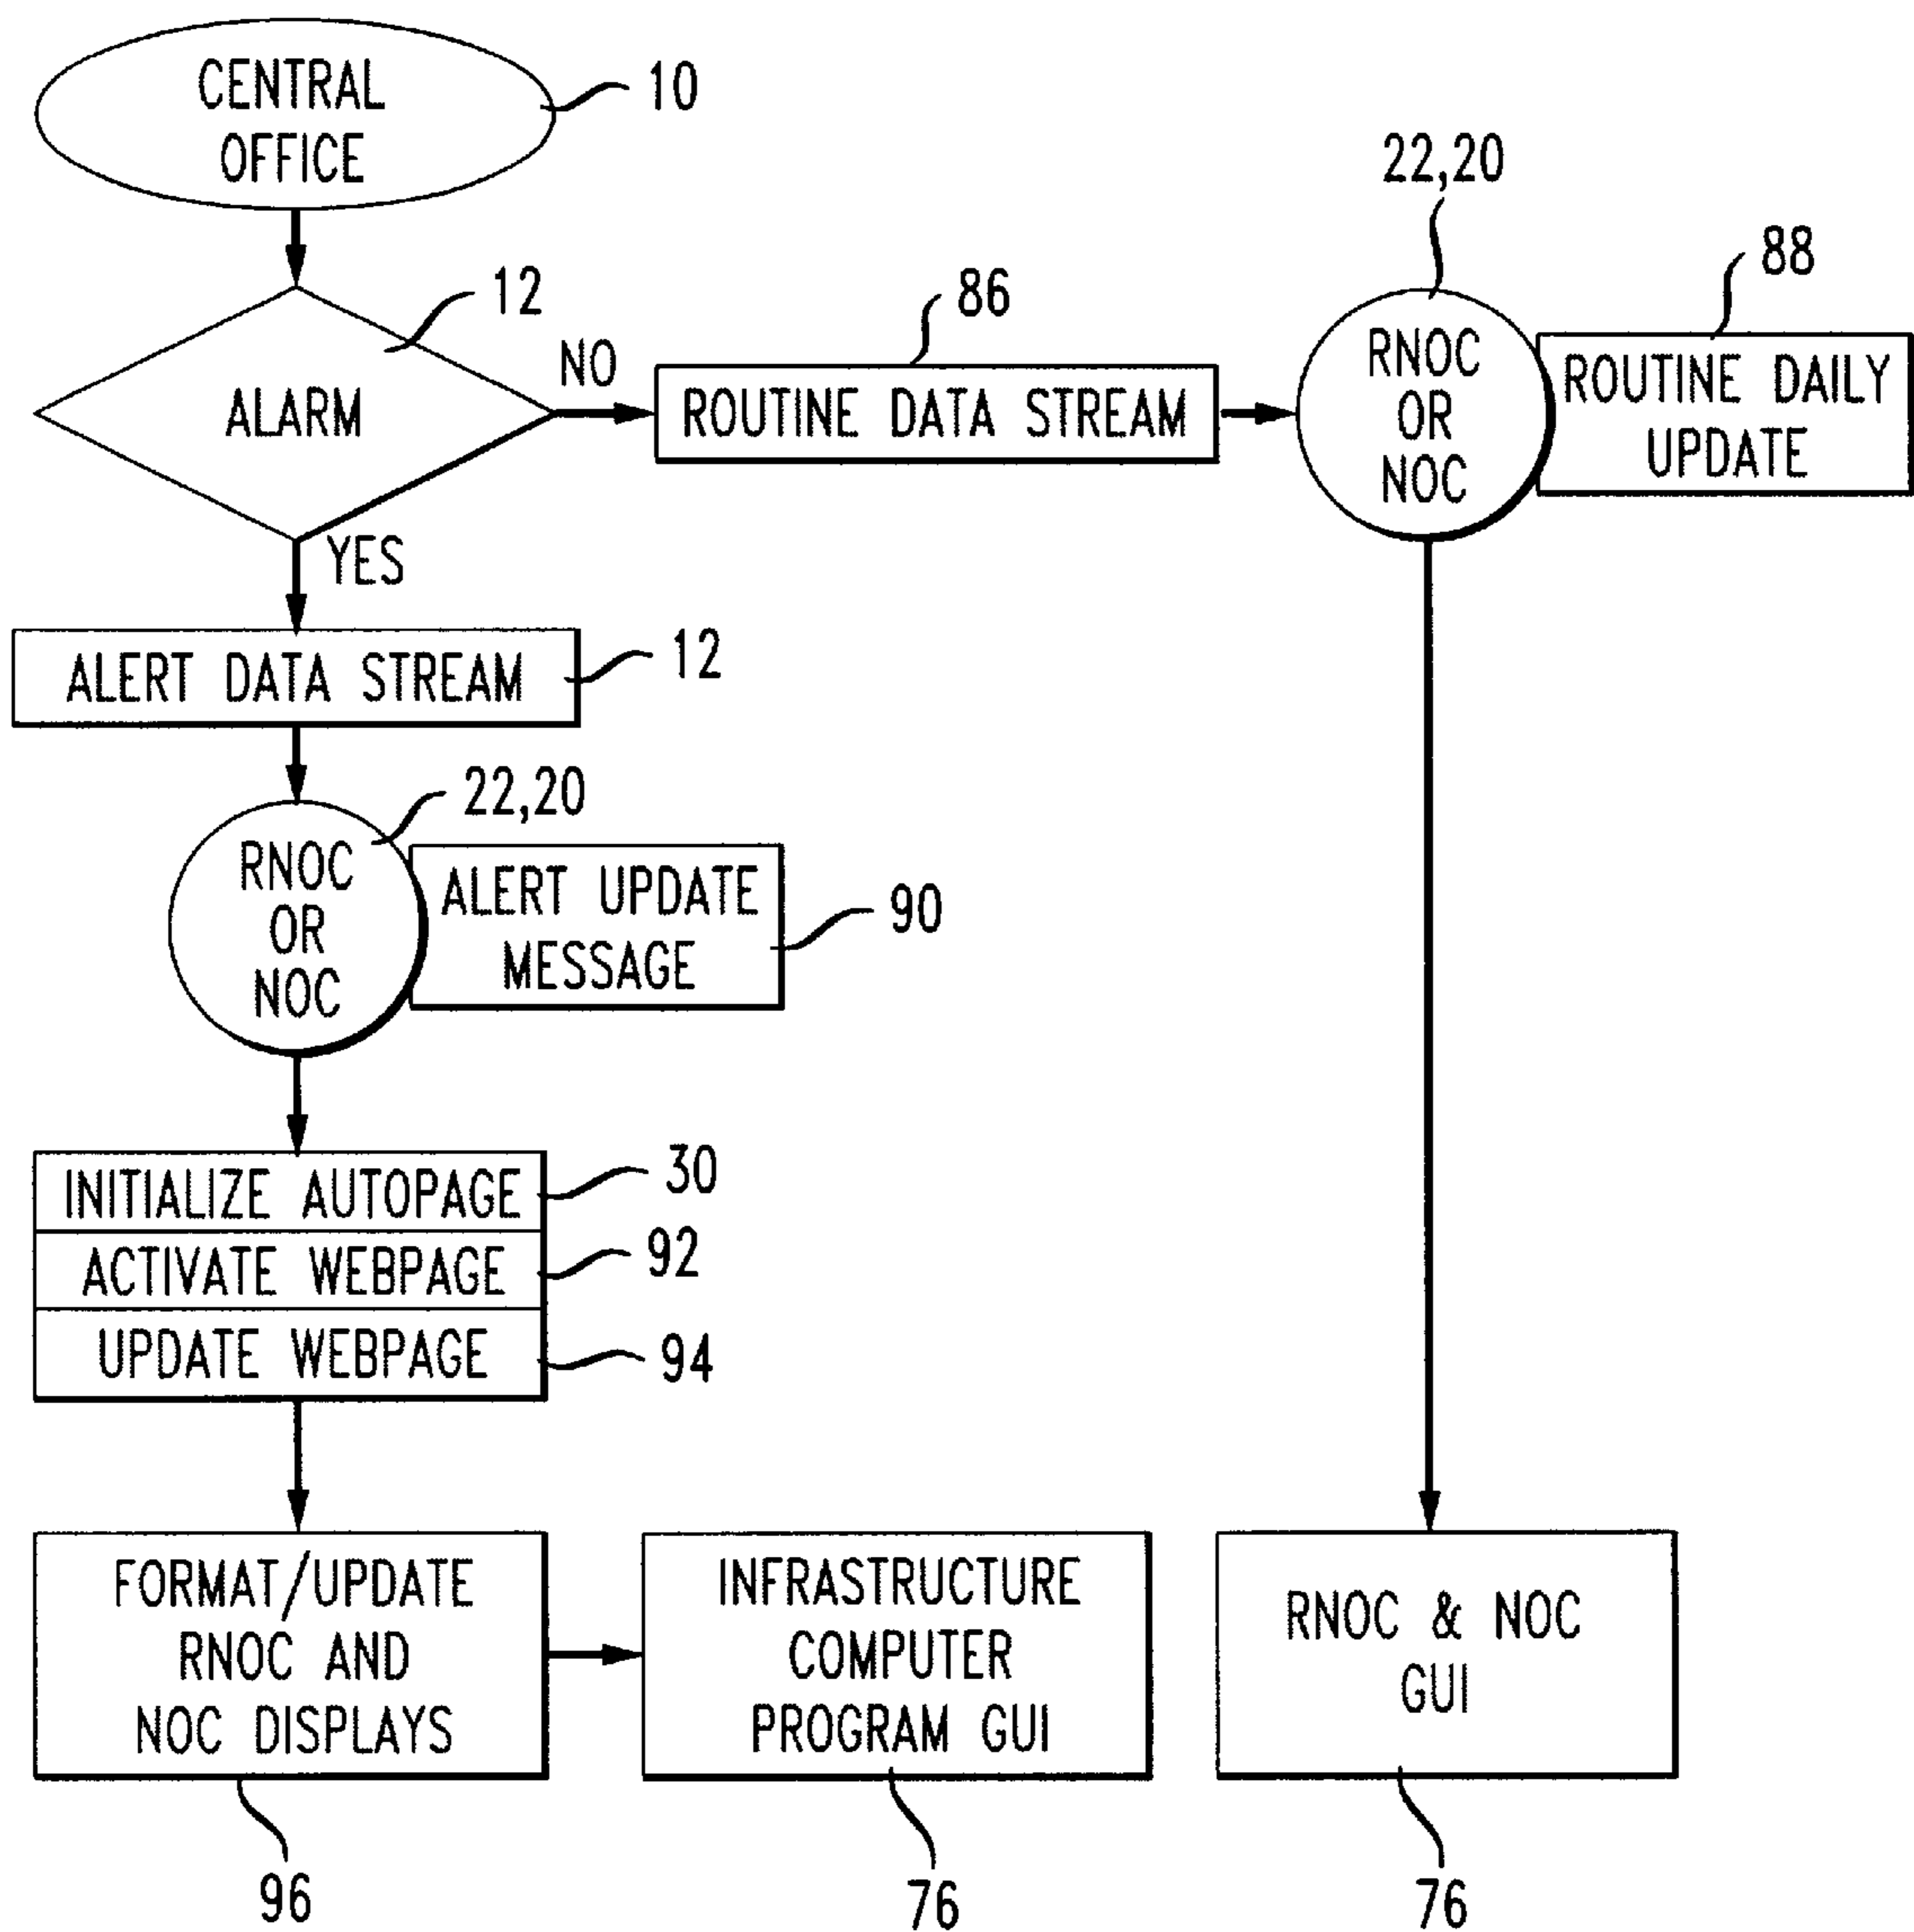 CENTRAL
OFFICE
10
12
ALARM
NO
YES
86
ROUTINE DATA STREAM
22,20
RNOC
OR
NOC
88
ROUTINE DAILY
UPDATE
ALERT DATA STREAM
12
22,20
RNOC
OR
NOC
ALERT UPDATE
MESSAGE
90
INITIALIZE AUTOPAGE
30
ACTIVATE WEBPAGE
92
UPDATE WEBPAGE
94
FORMAT/UPDATE
RNOC AND
NOC DISPLAYS
96
INFRASTRUCTURE
COMPUTER
PROGRAM GUI
76
RNOC & NOC
GUI
76